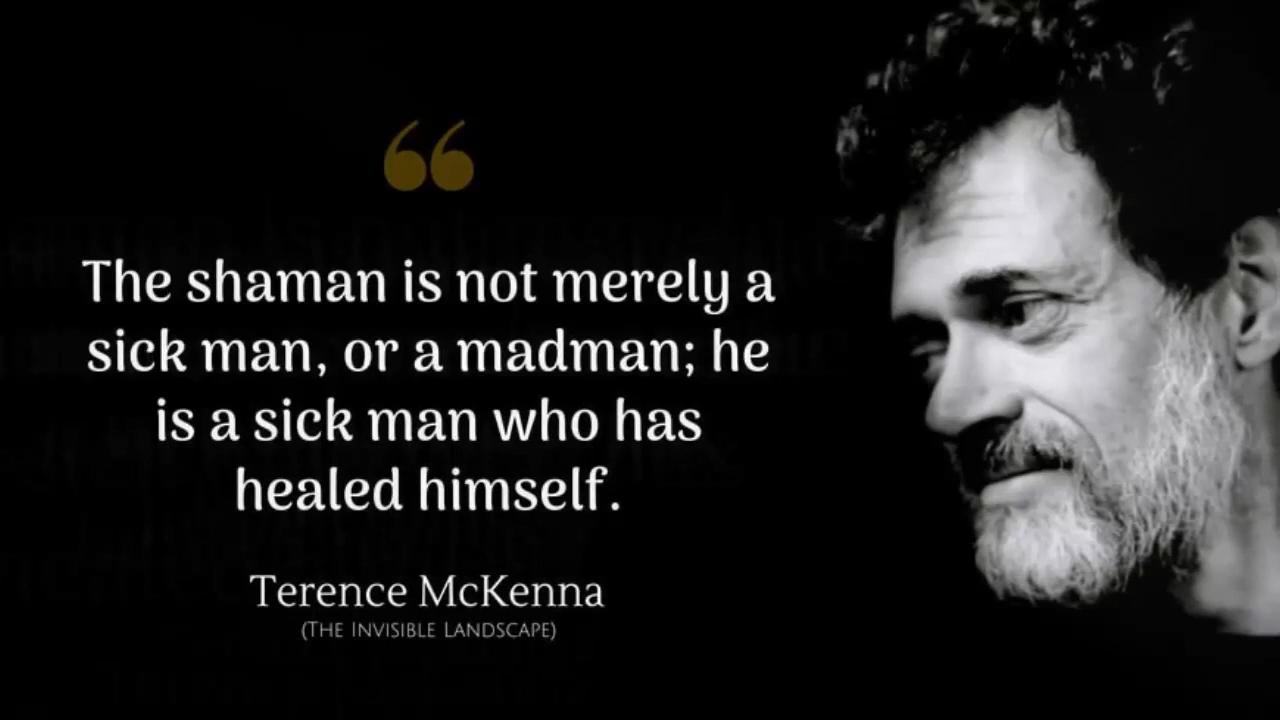 “
The shaman is not merely a
sick man, or a madman; he
is a sick man who has
healed himself.
Terence McKenna
(The Invisible Landscape)